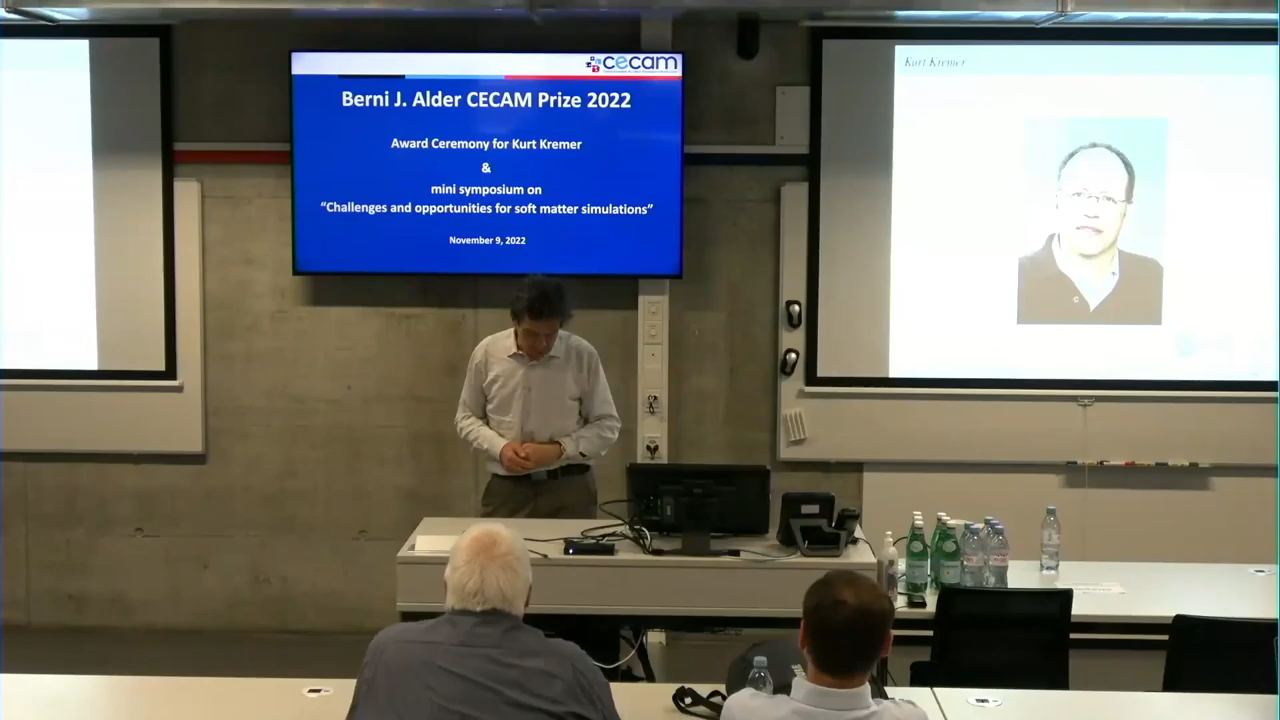 cecam
Berni J. Alder CECAM Prize 2022
Award Ceremony for Kurt Kremer
&
mini symposium on
“Challenges and opportunities for soft matter simulations”
November 9, 2022
Kurt Kremer